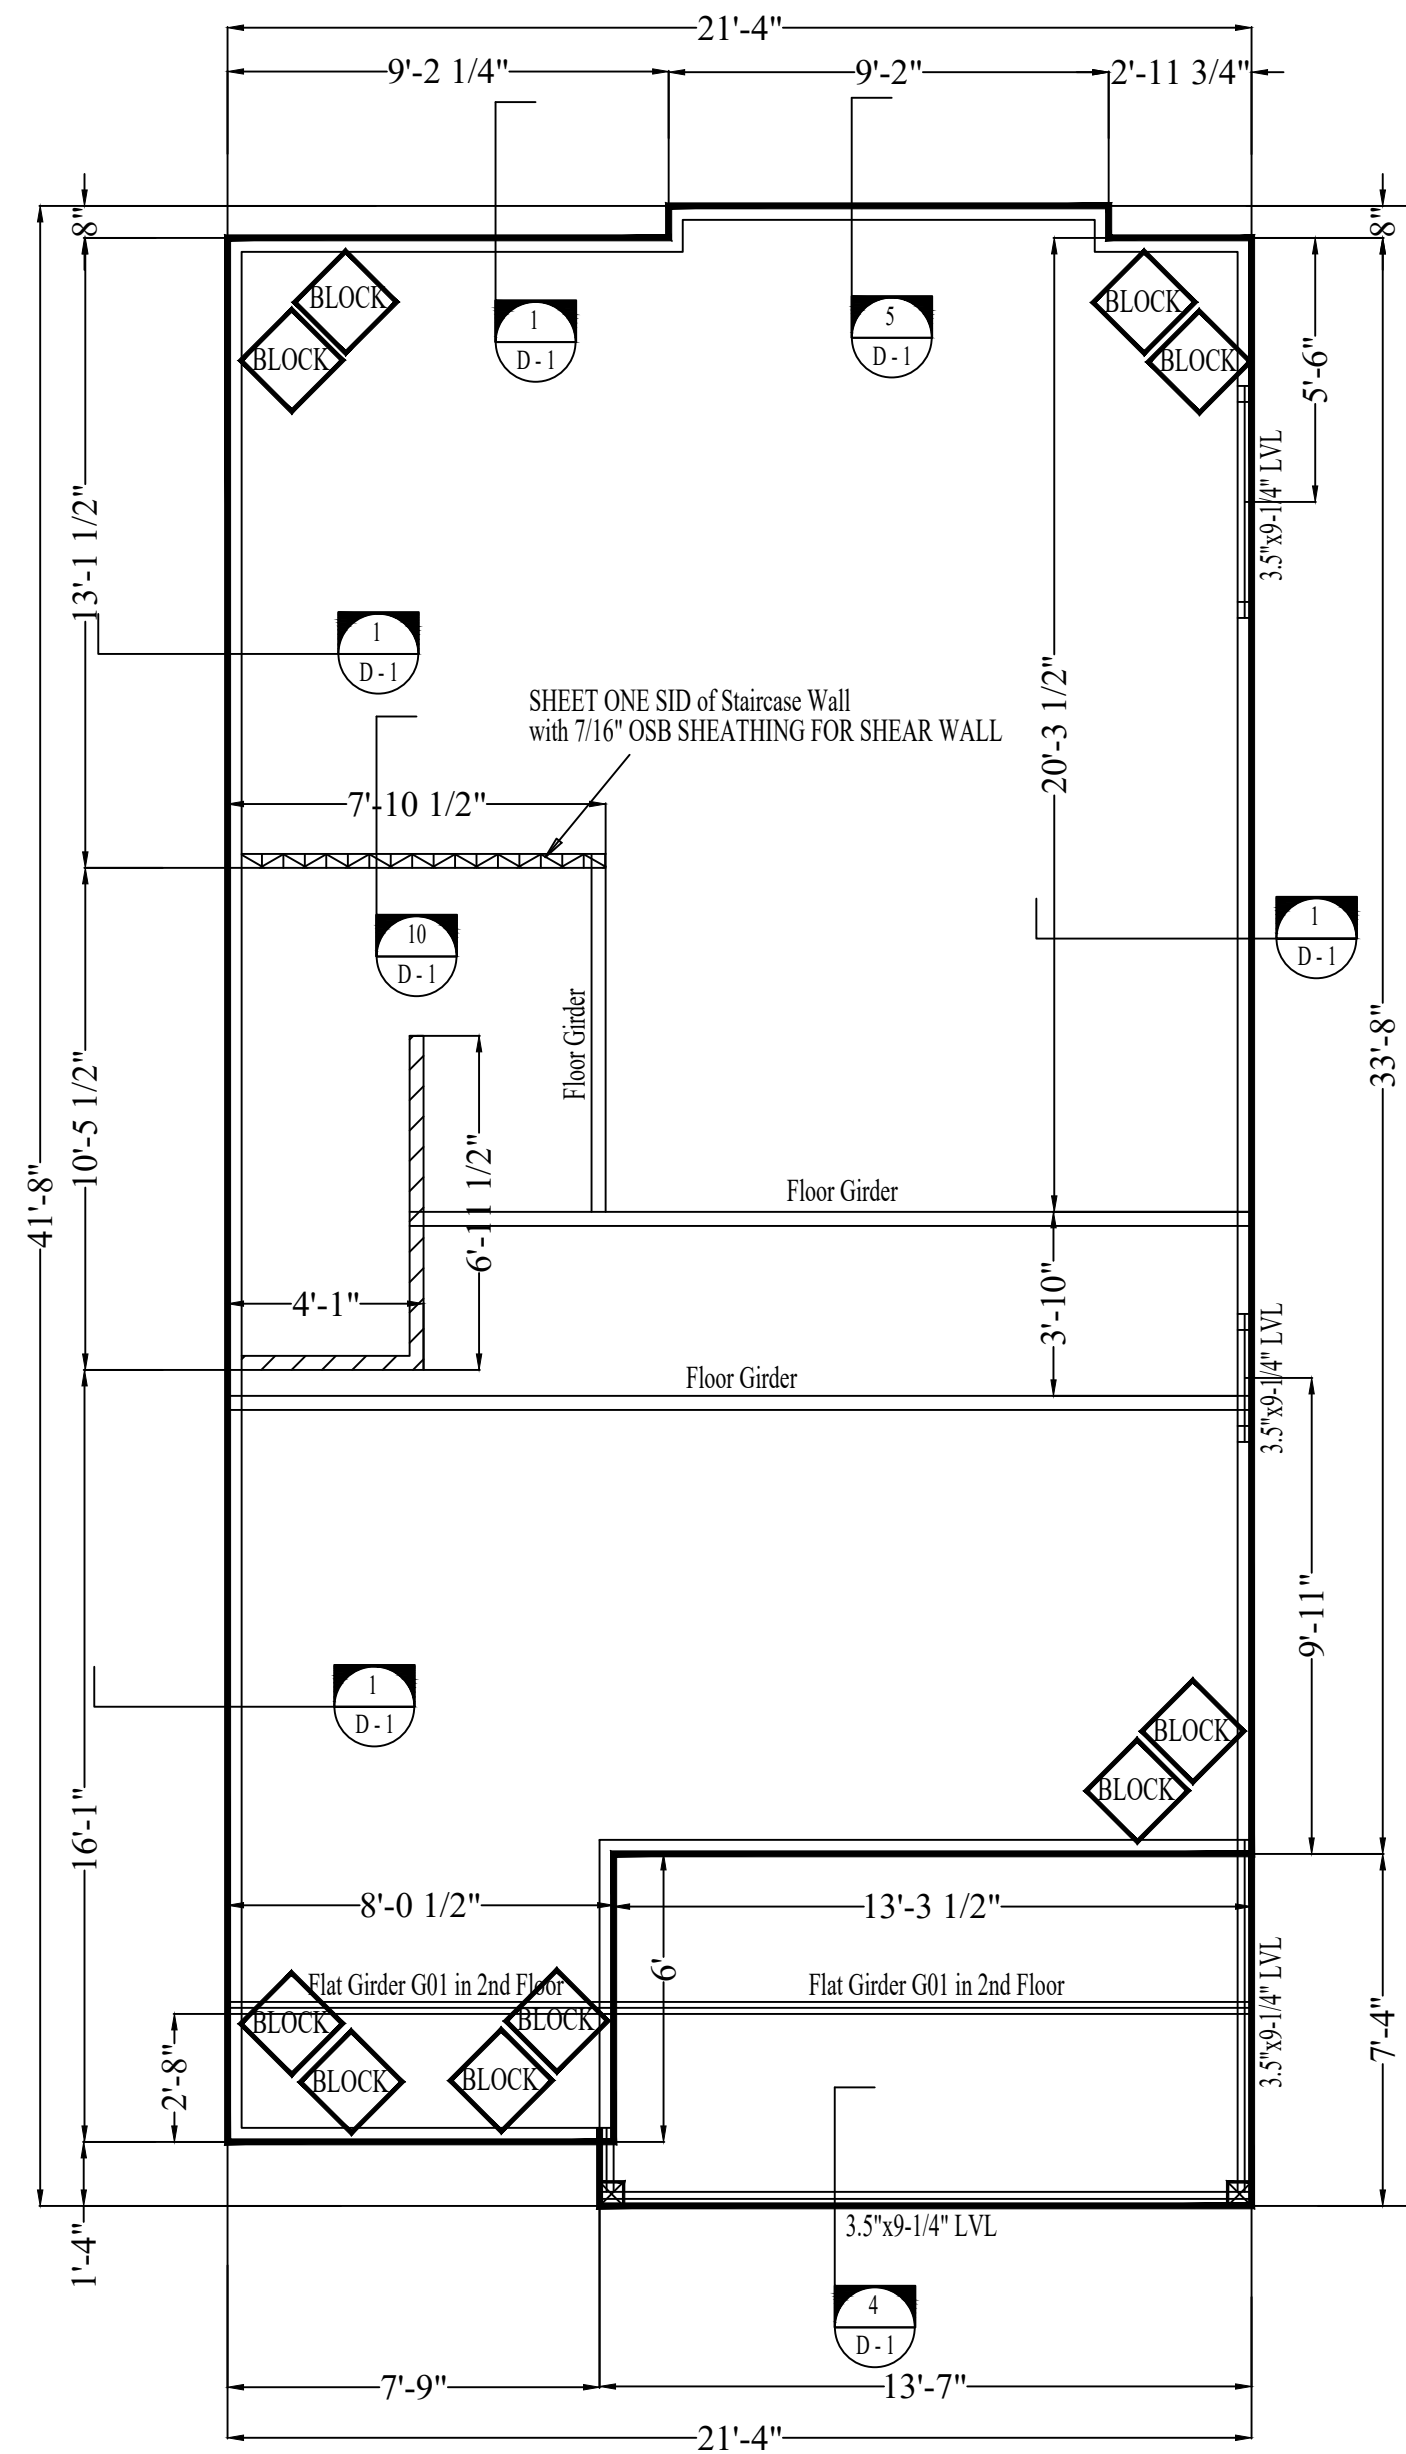 21'-4"
9'-2 1/4"
9'-2"
2'-11 3/4"
8"
8"
BLOCK
BLOCK
1
D - 1
5
D - 1
BLOCK
BLOCK
5'-6"
3.5"x9-1/4" LVL
13'-1 1/2"
1
D - 1
SHEET ONE SID of Staircase Wall
with 7/16" OSB SHEATHING FOR SHEAR WALL
20'-3 1/2"
7'-10 1/2"
10
D - 1
1
D - 1
Floor Girder
33'-8"
10'-5 1/2"
41'-8"
6'-11 1/2"
Floor Girder
4'-1"
3'-10"
3.5"x9-1/4" LVL
Floor Girder
9'-11"
1
D - 1
BLOCK
BLOCK
16'-1"
8'-0 1/2"
13'-3 1/2"
6'
Flat Girder G01 in 2nd Floor
Flat Girder G01 in 2nd Floor
3.5"x9-1/4" LVL
BLOCK
BLOCK
BLOCK
BLOCK
2'-8"
7'-4"
1'-4"
3.5"x9-1/4" LVL
4
D - 1
7'-9"
13'-7"
21'-4"